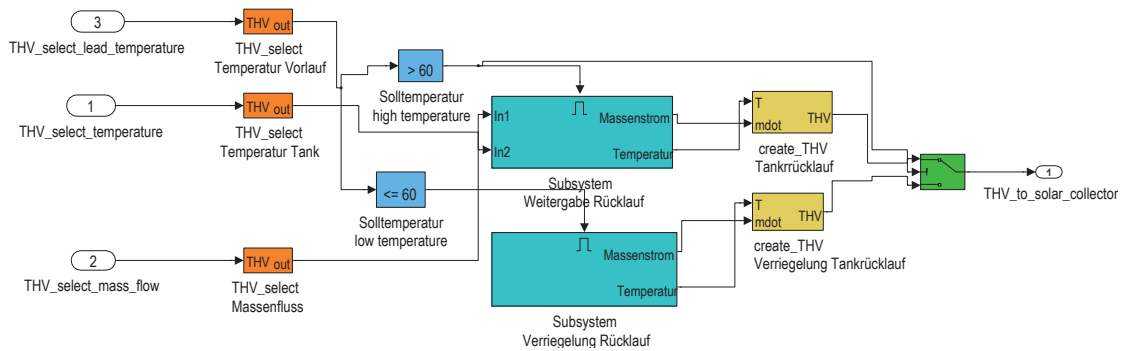 3
THV_select_lead_temperature
THV out
THV_select
Temperatur Vorlauf
1
THV_select_temperature
THV out
THV_select
Temperatur Tank
> 60
Solltemperatur
high temperature
In1
In2
Massenstrom
Temperatur
Subsystem
Weitergabe Rücklauf
T
mdot
THV
create_THV
Tankrrücklauf
<= 60
Solltemperatur
low temperature
Massenstrom
Temperatur
Subsystem
Verriegelung Rücklauf
T
mdot
THV
create_THV
Verriegelung Tankrücklauf
1
THV_to_solar_collector
2
THV_select_mass_flow
THV out
THV_select
Massenfluss